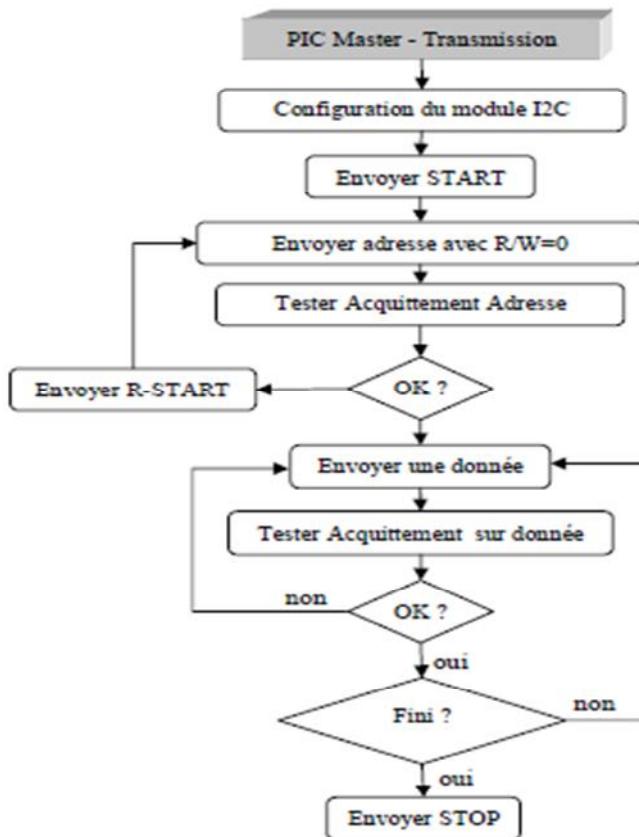 PIC Master - Transmission
Configuration du module I2C
Envoyer START
Envoyer adresse avec R/W=0
Tester Acquittement Adresse
Envoyer R-START
OK ?
Envoyer une donnée
Tester Acquittement sur donnée
non
OK ?
oui
Fini ?
non
oui
Envoyer STOP